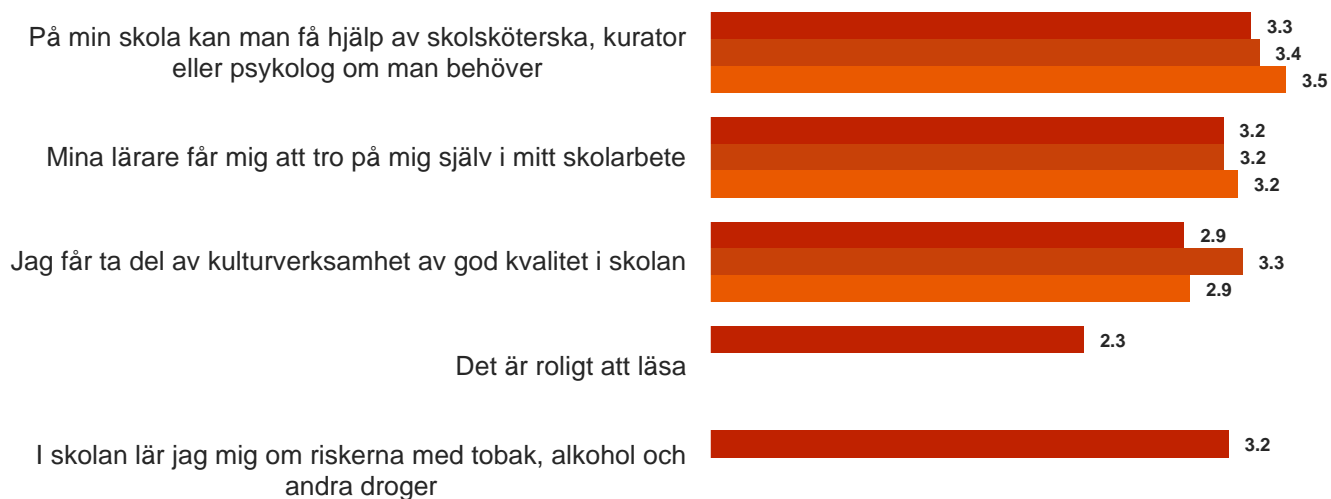 På min skola kan man få hjälp av skolsköterska, kurator
eller psykolog om man behöver
3.3
3.4
3.5
Mina lärare får mig att tro på mig själv i mitt skolarbete
3.2
3.2
3.2
Jag får ta del av kulturverksamhet av god kvalitet i skolan
2.9
3.3
2.9
Det är roligt att läsa
2.3
I skolan lär jag mig om riskerna med tobak, alkohol och
andra droger
3.2